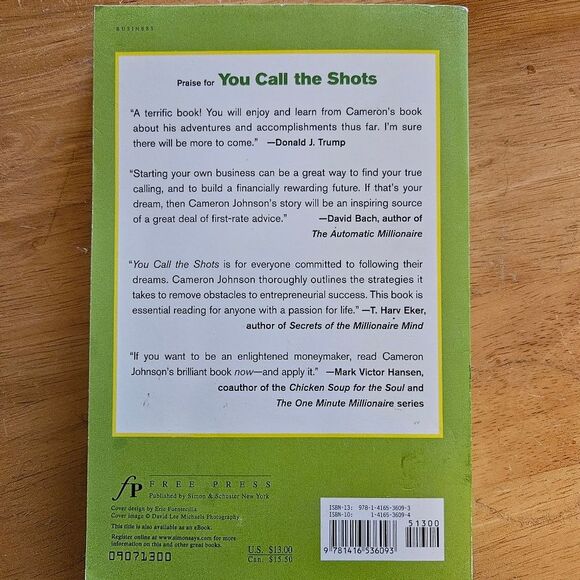 BUSINESS
Praise for You Call the Shots
"A terrific book! You will enjoy and learn from Cameron's book
about his adventures and accomplishments thus far. I'm sure
there will be more to come." —Donald J. Trump
"Starting your own business can be a great way to find your true
calling, and to build a financially rewarding future. If that's your
dream, then Cameron Johnson's story will be an inspiring source
of a great deal of first-rate advice." —David Bach, author of
The Automatic Millionaire
"You Call the Shots is for everyone committed to following their
dreams. Cameron Johnson thoroughly outlines the strategies it
takes to remove obstacles to entrepreneurial success. This book is
essential reading for anyone with a passion for life." —T. Harv Eker,
author of Secrets of the Millionaire Mind
"If you want to be an enlightened moneymaker, read Cameron
Johnson's brilliant book now—and apply it." —Mark Victor Hansen,
coauthor of the Chicken Soup for the Soul and
The One Minute Millionaire series
fP FREE PRESS
Published by Simon & Schuster New York
Cover design by Eric Fuentecilla
Cover image © David Lee Michaels Photography
This title is also available as an eBook.
Register online at www.simonsays.com for more
information on this and other great books.
09071300
U.S. $13.00
Can. $15.50
ISBN-13: 978-1-4165-3609-3
ISBN-10: 1-4165-3609-4
51300
9 781416 536093